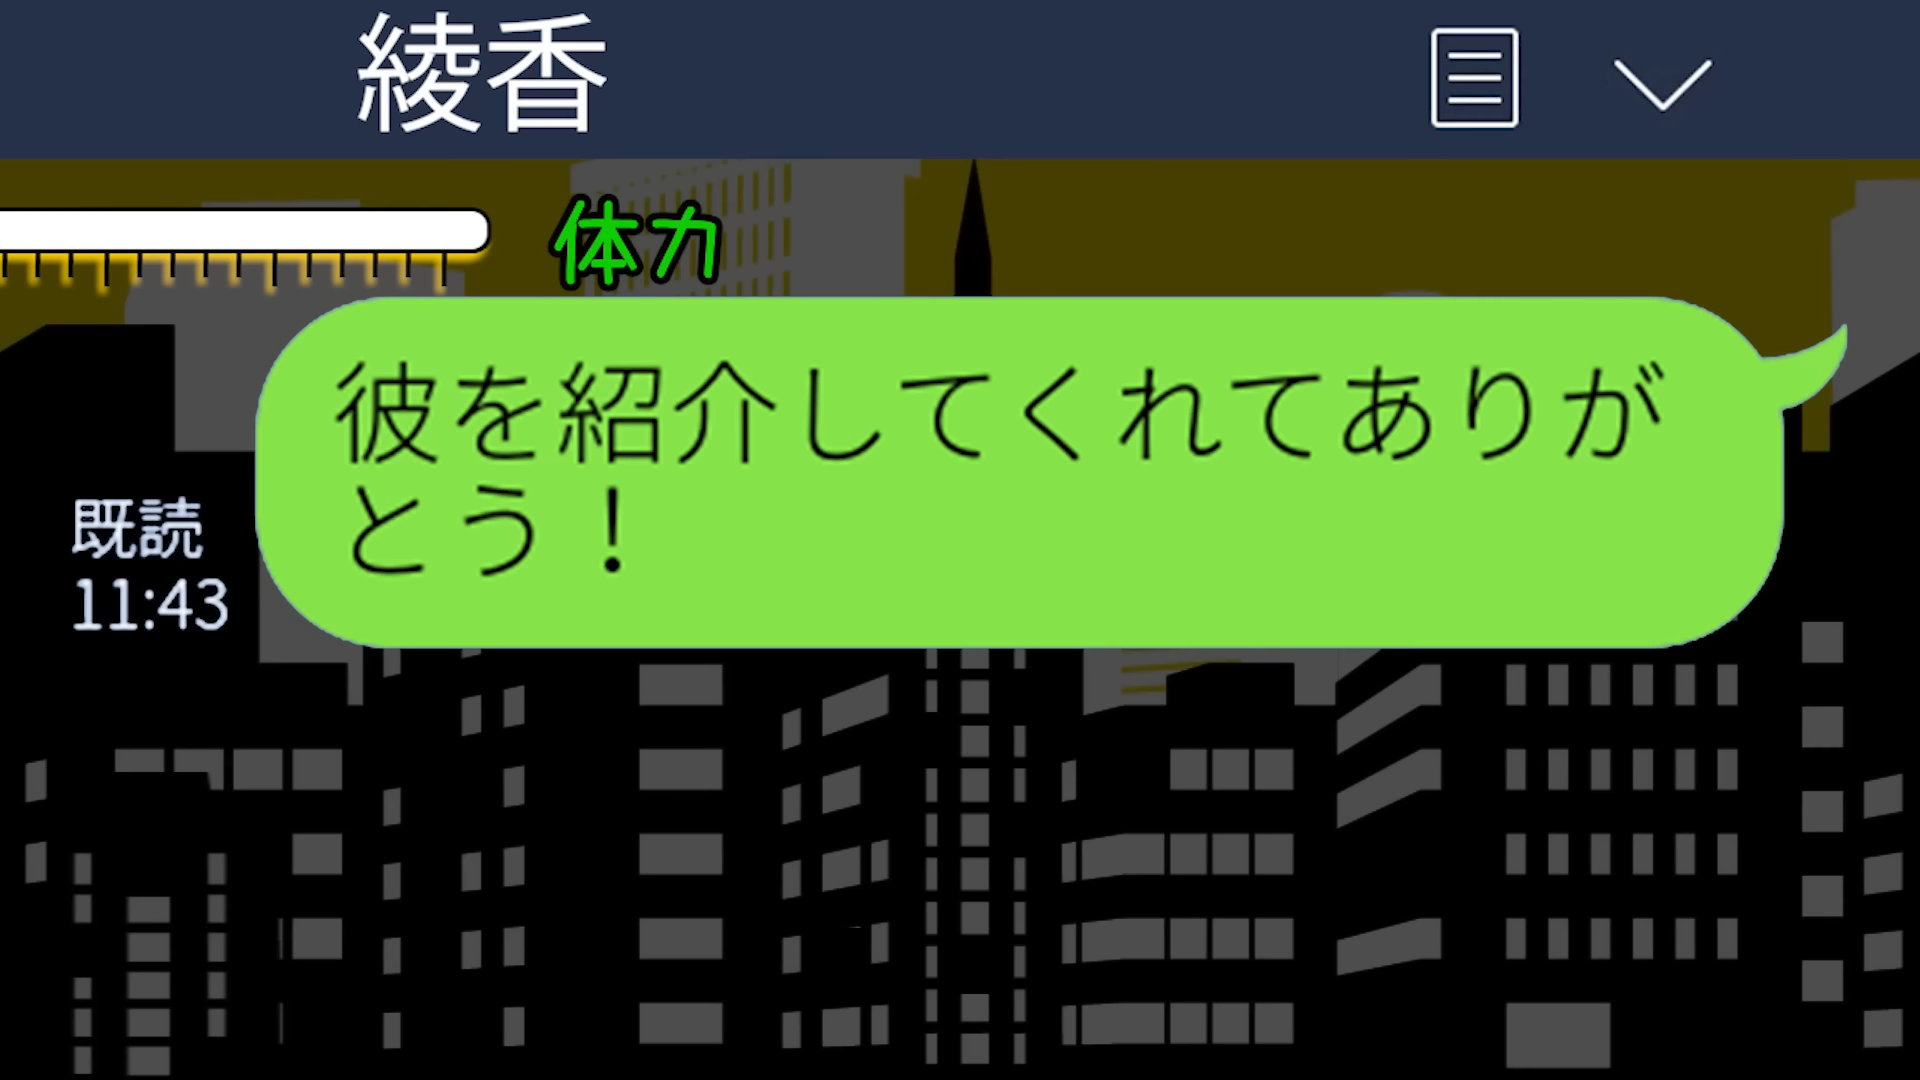 綾香
体力
彼を紹介してくれてありが
とう！
既読
11:43